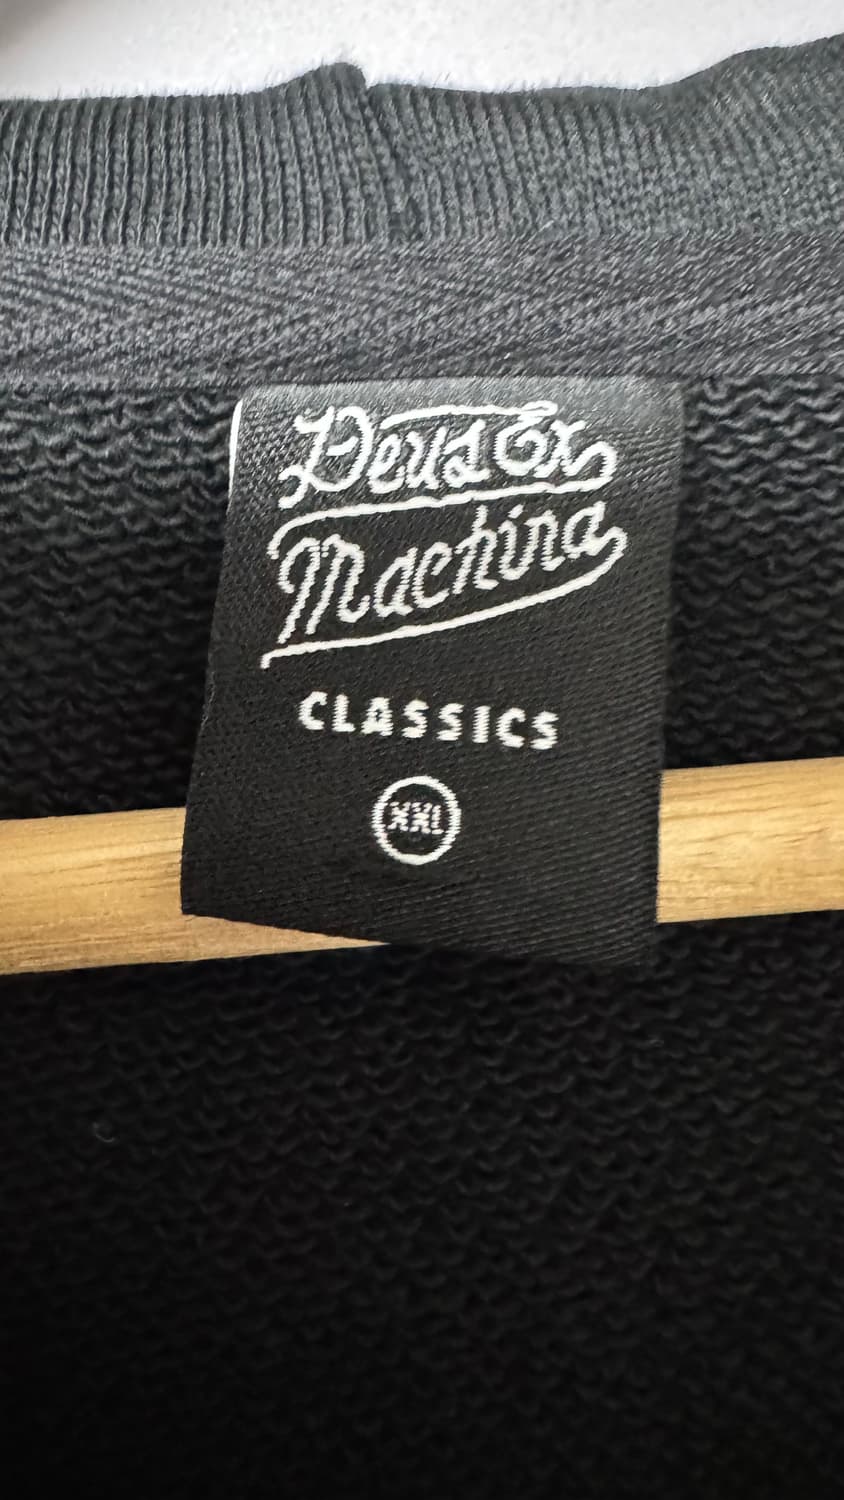 Deus Ex
Machina
CLASSICS
XXL